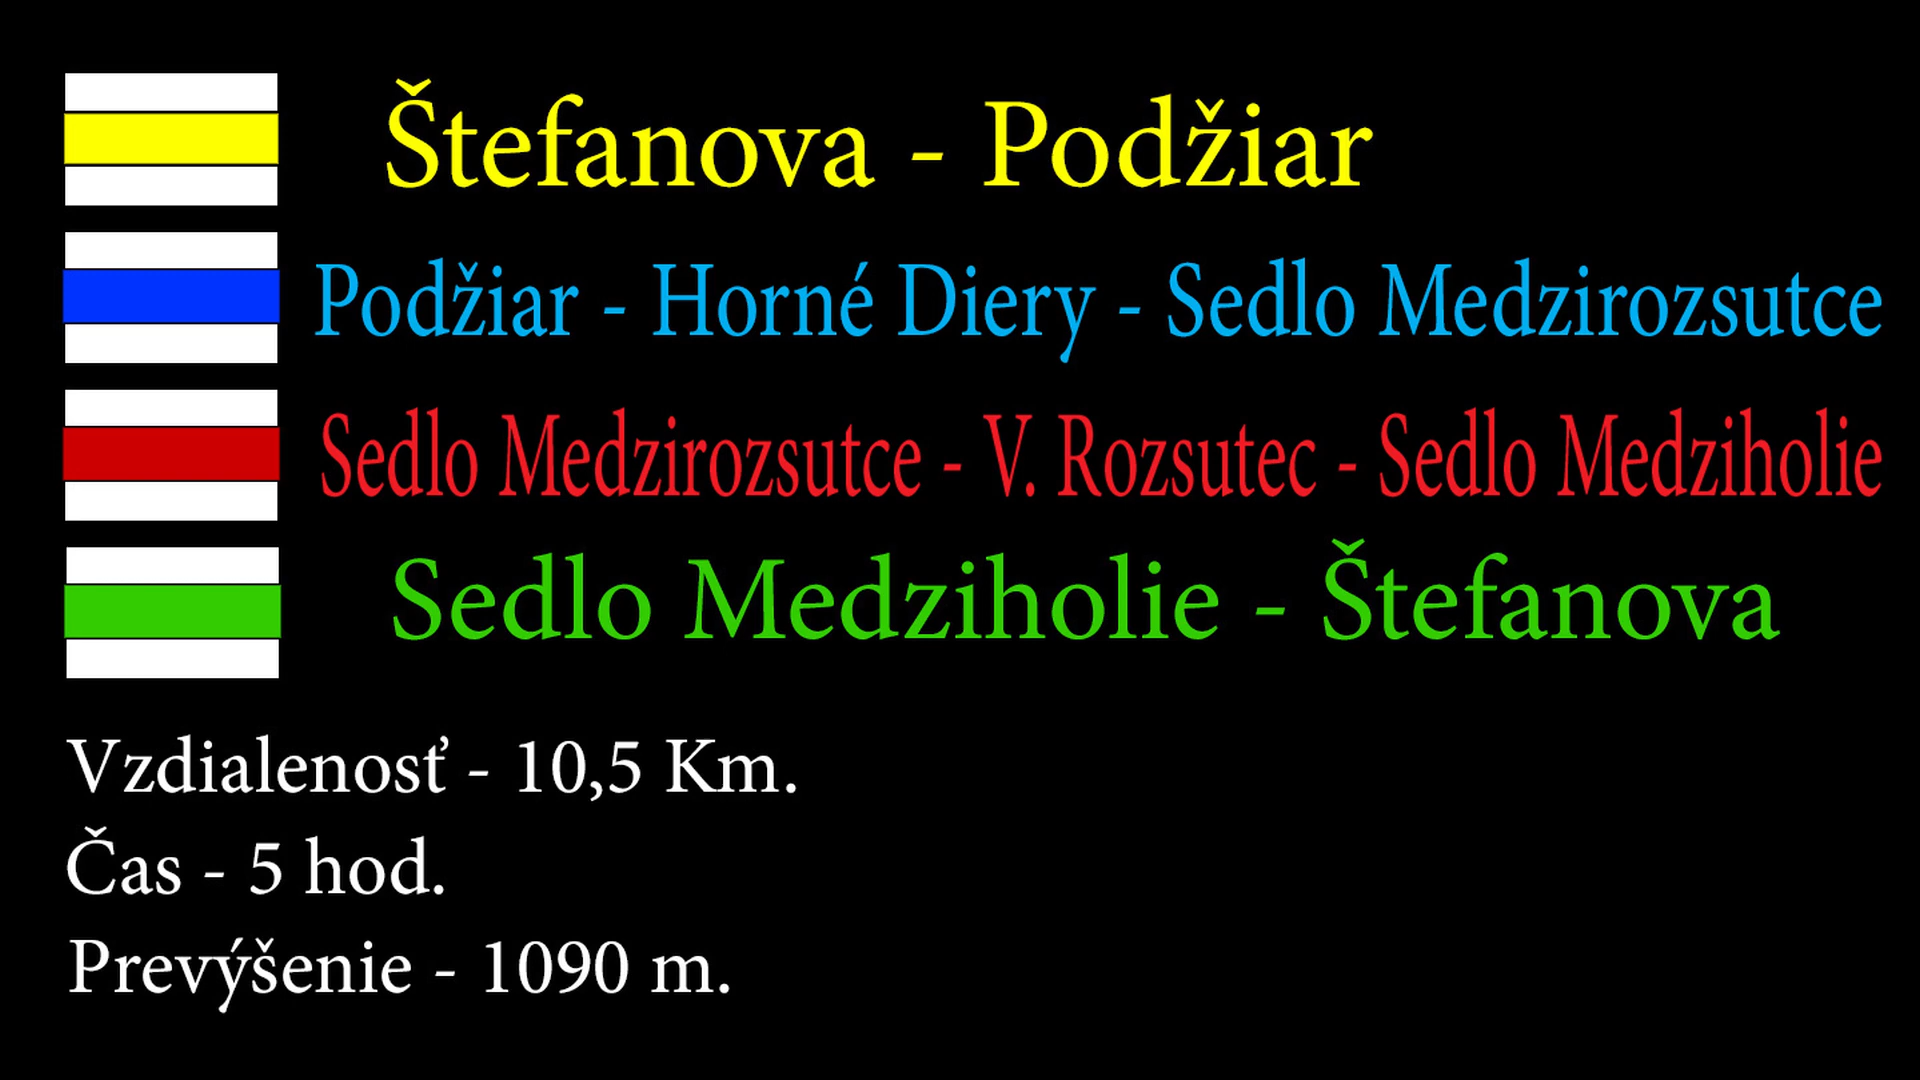 Štefanova - Podžiar
Podžiar - Horné Diery - Sedlo Medzirozsutce
Sedlo Medzirozsutce - V. Rozsutec - Sedlo Medziholie
Sedlo Medziholie - Štefanova
Vzdialenosť - 10,5 Km.
Čas - 5 hod.
Prevýšenie - 1090 m.